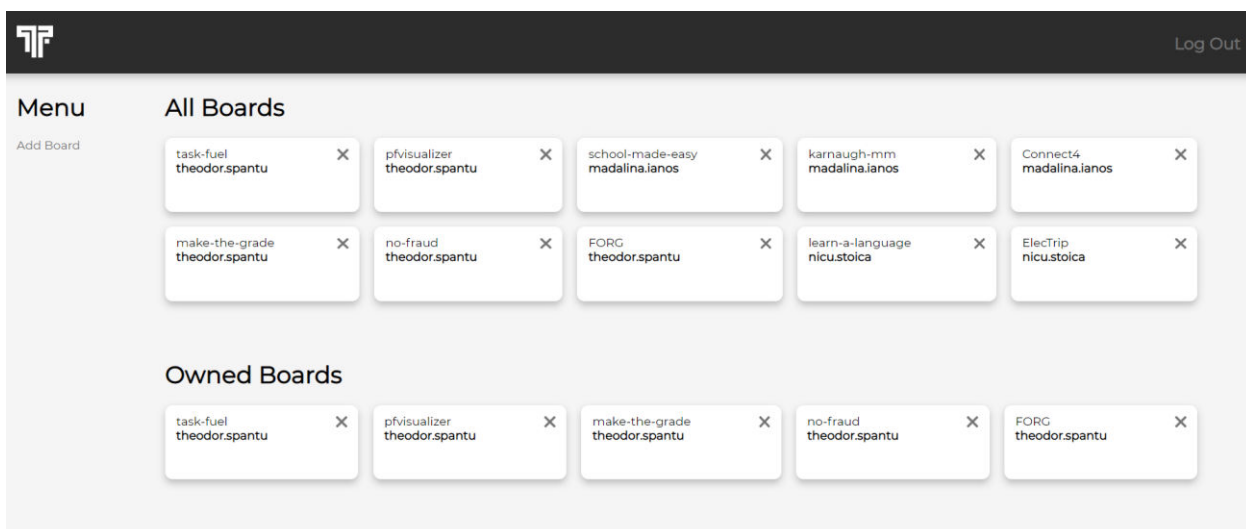 TF
Log Out
Menu
Add Board
All Boards
task-fuel
theodor.spantu
pfvisualizer
theodor.spantu
school-made-easy
madalina.ianos
karnaugh-mm
madalina.ianos
Connect4
madalina.ianos
make-the-grade
theodor.spantu
no-fraud
theodor.spantu
FORG
theodor.spantu
learn-a-language
nicu.stoica
ElecTrip
nicu.stoica
Owned Boards
task-fuel
theodor.spantu
pfvisualizer
theodor.spantu
make-the-grade
theodor.spantu
no-fraud
theodor.spantu
FORG
theodor.spantu